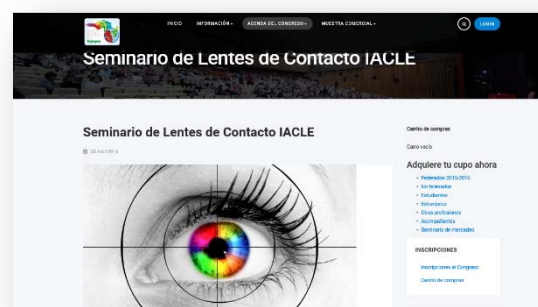 INICIO INFORMACIÓN AGENDA DEL CONGRESO MUESTRA COMERCIAL LOGIN
Seminario de Lentes de Contacto IACLE
Seminario de Lentes de Contacto IACLE
Carrito de compras
Carro vacío
Adquiere tu cupo ahora
Federados 2015-2016
No federados
Estudiantes
Extranjeros
Otros profesionales
Acompañantes
Seminario de mercadeo
INSCRIPCIONES
Inscripciones al Congreso
Carrito de compras